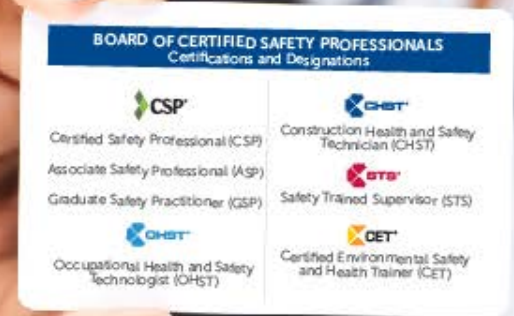 BOARD OF CERTIFIED SAFETY PROFESSIONALS
Certifications and Designations
CSP
Certified Safety Professional (CSP)
Associate Safety Professional (ASP)
Graduate Safety Practitioner (GSP)
OHST
Occupational Health and Safety
Technologist (OHST)
CHST
Construction Health and Safety
Technician (CHST)
STS
Safety Trained Supervisor (STS)
CET
Certified Environmental Safety
and Health Trainer (CET)